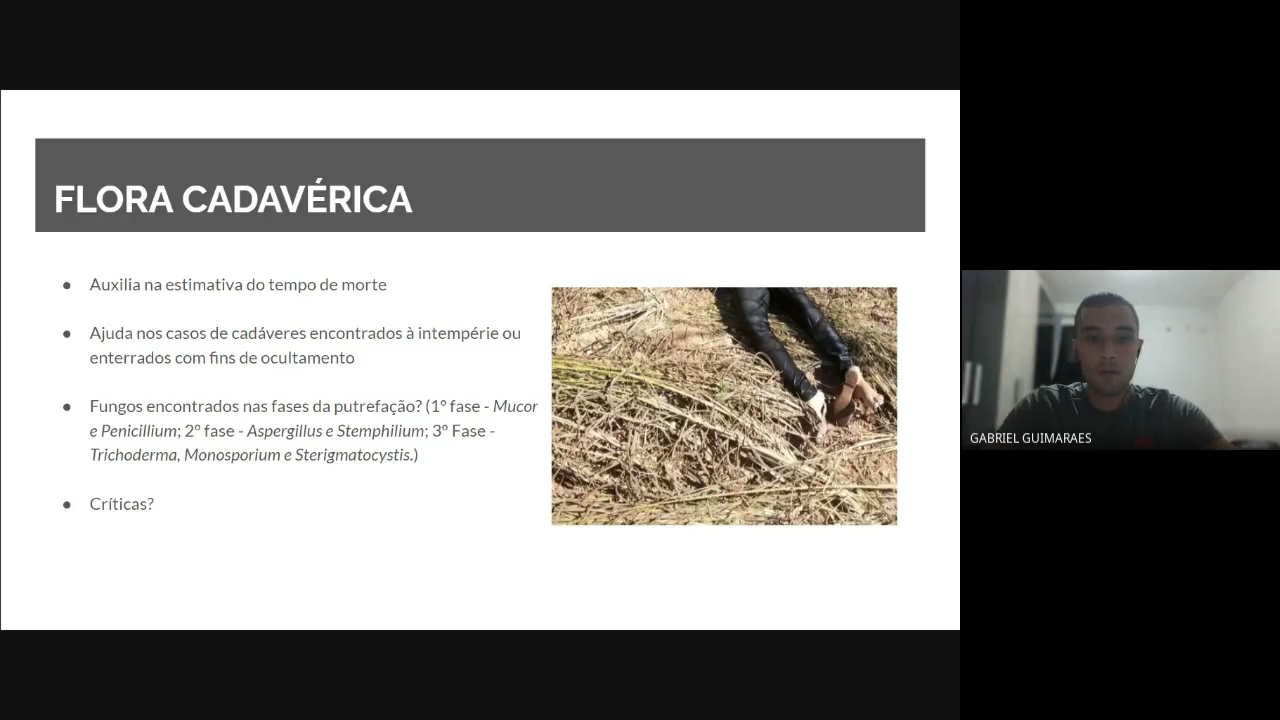 FLORA CADAVÉRICA
● Auxilia na estimativa do tempo de morte
● Ajuda nos casos de cadáveres encontrados à intempérie ou
enterrados com fins de ocultamento
● Fungos encontrados nas fases da putrefação? (1º fase - Mucor
e Penicillium; 2º fase - Aspergillus e Stemphilium; 3º Fase -
Trichoderma, Monosporium e Sterigmatocystis.)
● Críticas?
GABRIEL GUIMARAES